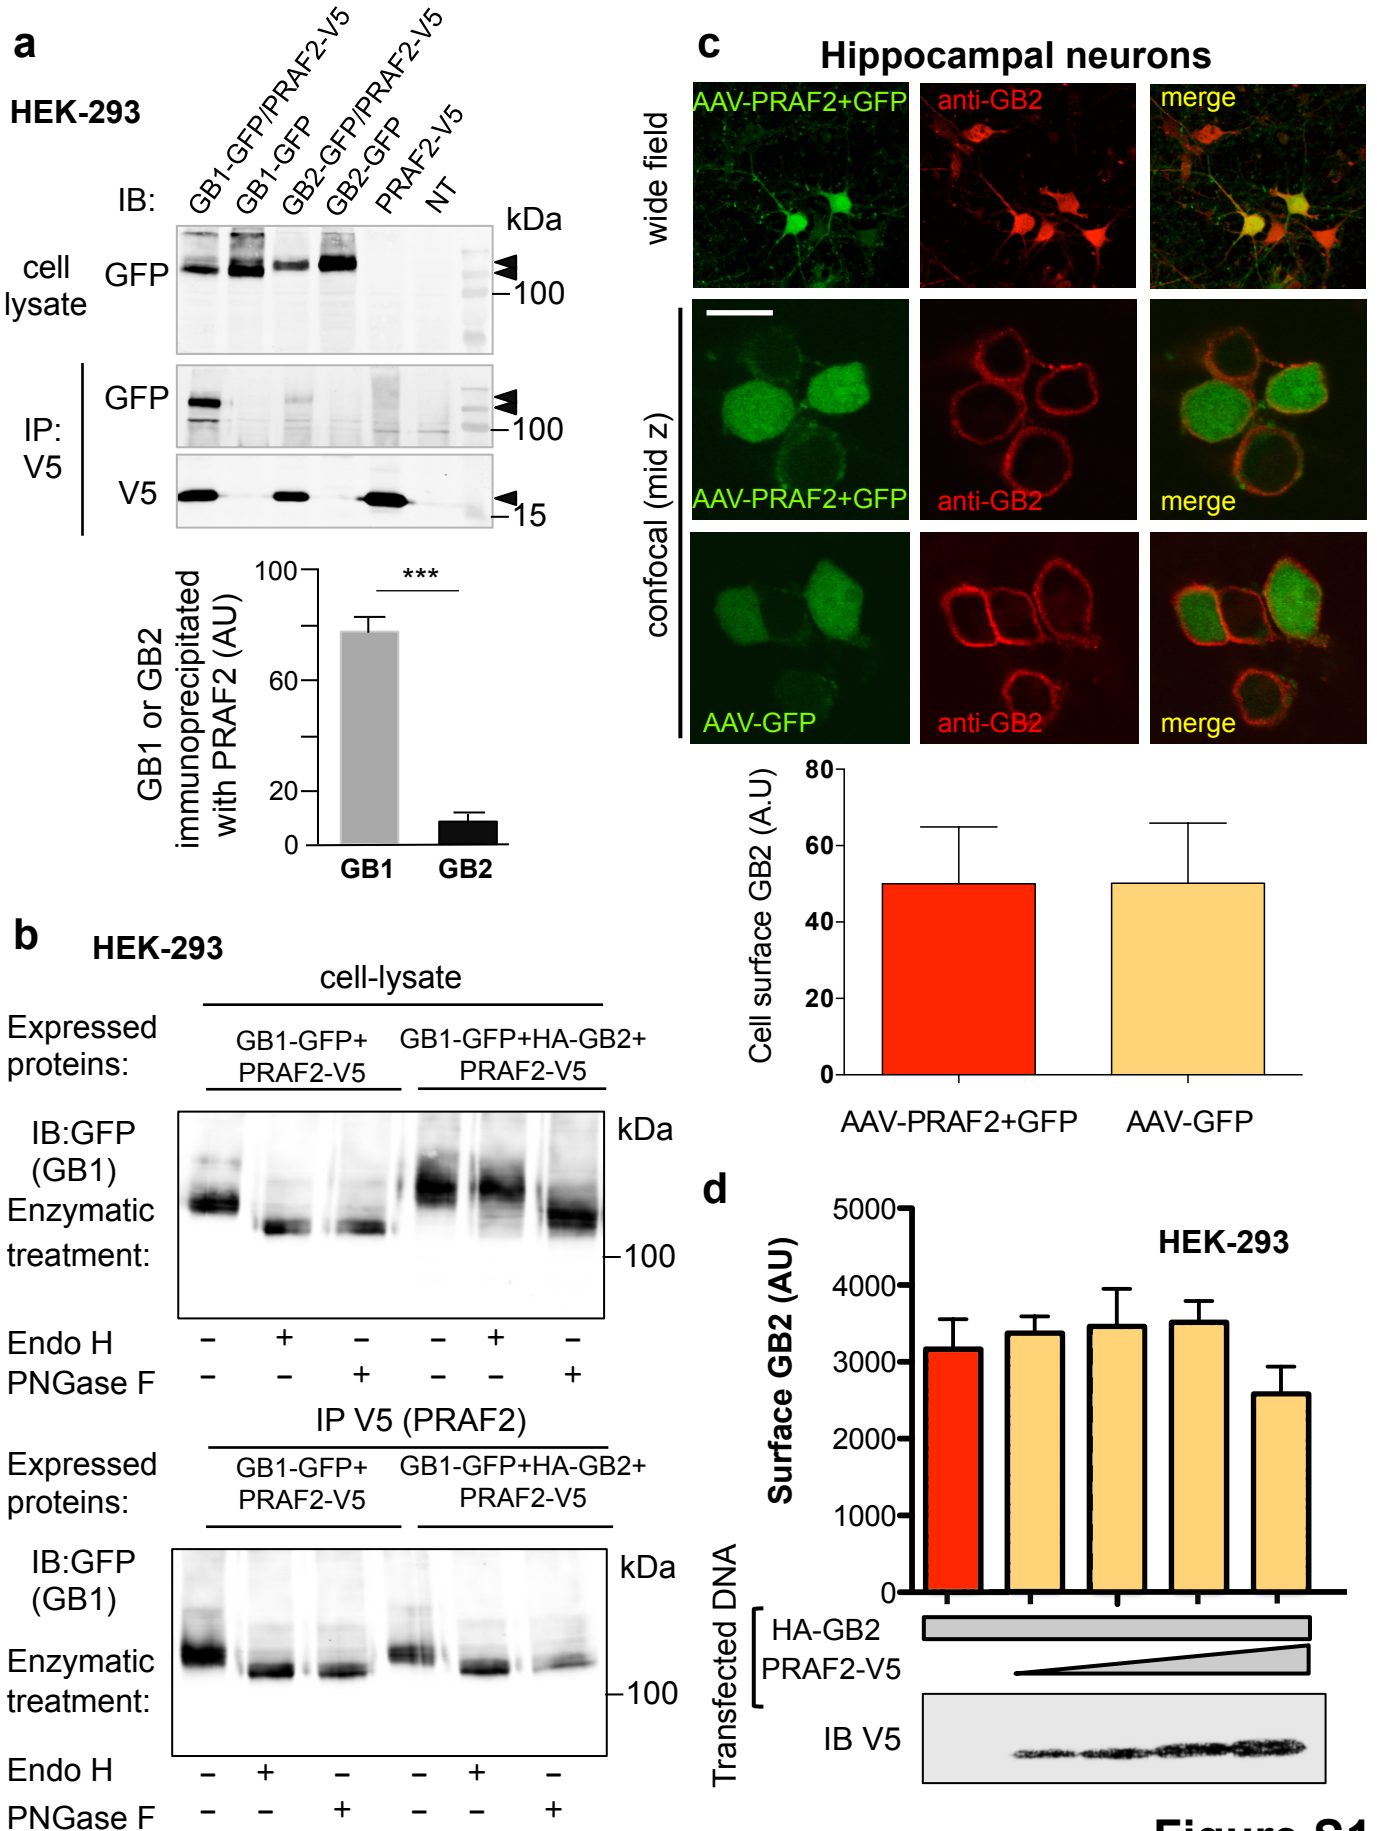 a
HEK-293
IB:
GB1-GFP/PRAF2-V5
GB1-GFP
GB2-GFP/PRAF2-V5
GB2-GFP
PRAF2-V5
NT
kDa
cell
lysate
GFP
100
IP:
V5
GFP
100
V5
15
GB1 or GB2
immunoprecipitated
with PRAF2 (AU)
100
60
20
0
***
GB1
GB2
b
HEK-293
cell-lysate
Expressed
proteins:
GB1-GFP+
PRAF2-V5
GB1-GFP+HA-GB2+
PRAF2-V5
IB:GFP
(GB1)
kDa
100
Enzymatic
treatment:
Endo H – + – – + –
PNGase F – – + – – +
IP V5 (PRAF2)
Expressed
proteins:
GB1-GFP+
PRAF2-V5
GB1-GFP+HA-GB2+
PRAF2-V5
IB:GFP
(GB1)
kDa
100
Enzymatic
treatment:
Endo H – + – – + –
PNGase F – – + – – +
c
Hippocampal neurons
wide field
AAV-PRAF2+GFP
anti-GB2
merge
confocal (mid z)
AAV-PRAF2+GFP
anti-GB2
merge
AAV-GFP
anti-GB2
merge
Cell surface GB2 (A.U)
80
60
40
20
0
AAV-PRAF2+GFP
AAV-GFP
d
HEK-293
Surface GB2 (AU)
5000
4000
3000
2000
1000
0
Transfected DNA
HA-GB2
PRAF2-V5
IB V5
Figure S1